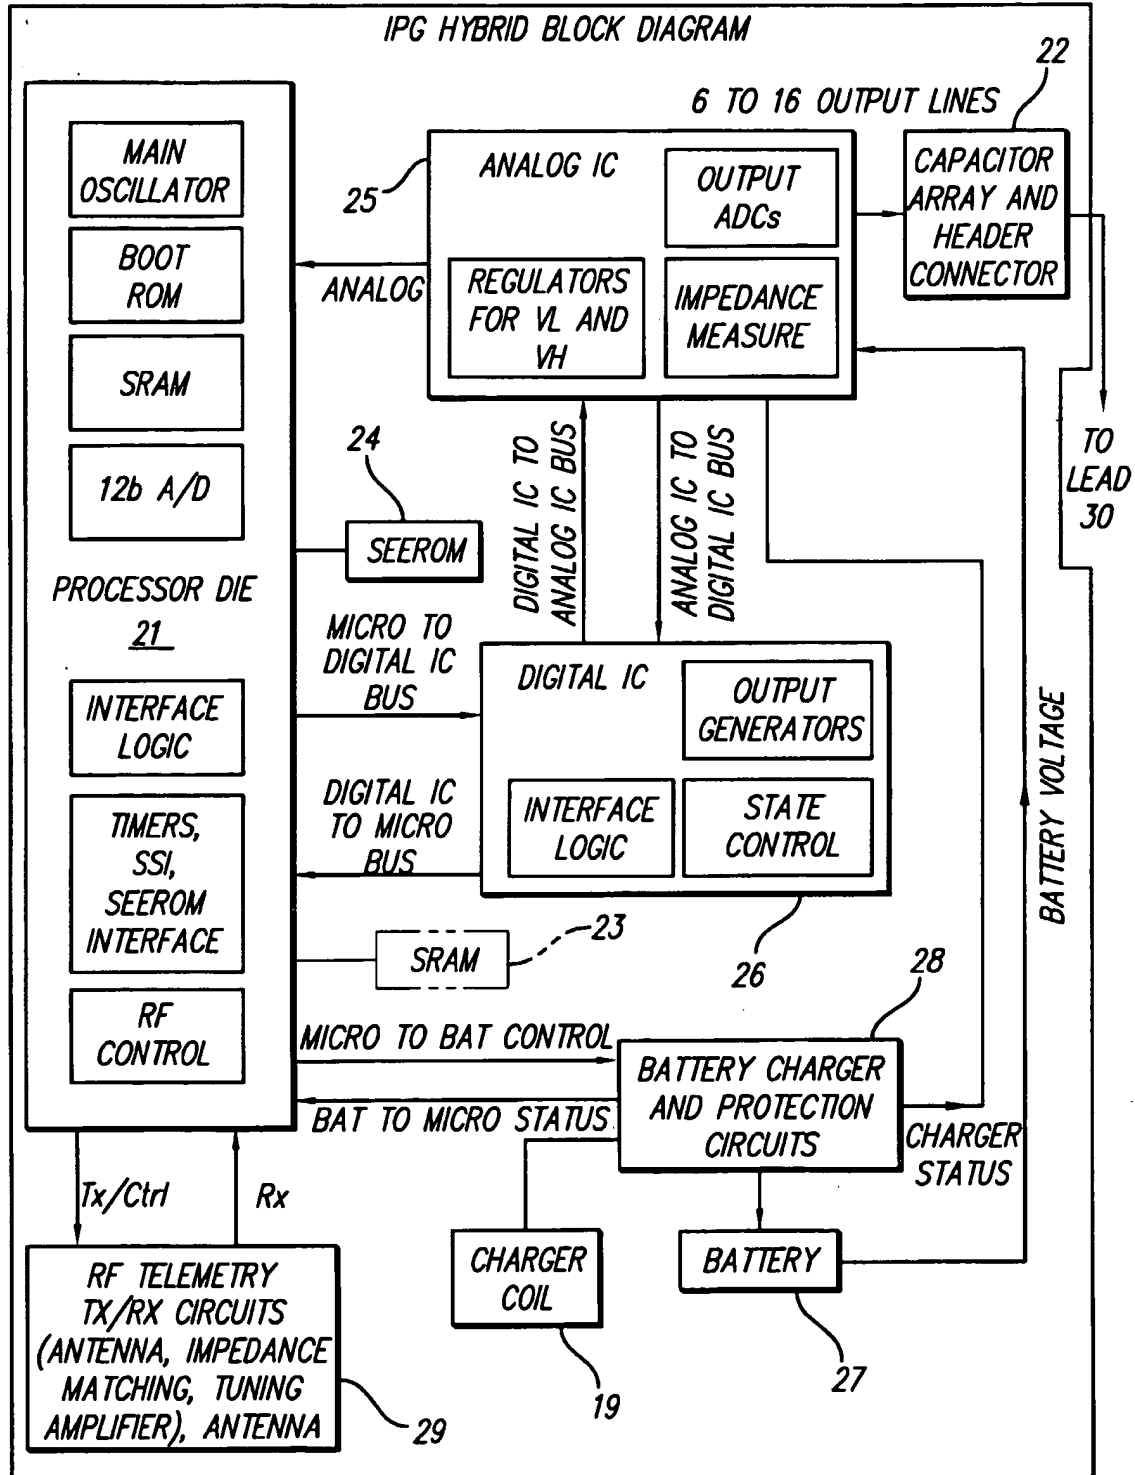 IPG HYBRID BLOCK DIAGRAM
22
6 TO 16 OUTPUT LINES
MAIN
OSCILLATOR
BOOT
ROM
SRAM
12b A/D
PROCESSOR DIE
21
INTERFACE
LOGIC
TIMERS,
SSI,
SEEROM
INTERFACE
RF
CONTROL
25
ANALOG IC
OUTPUT
ADCs
REGULATORS
FOR VL AND
VH
IMPEDANCE
MEASURE
CAPACITOR
ARRAY AND
HEADER
CONNECTOR
ANALOG
TO
LEAD
30
24
SEEROM
DIGITAL IC TO
ANALOG IC BUS
ANALOG IC TO
DIGITAL IC BUS
MICRO TO
DIGITAL IC
BUS
DIGITAL IC
OUTPUT
GENERATORS
INTERFACE
LOGIC
STATE
CONTROL
DIGITAL IC
TO MICRO
BUS
BATTERY VOLTAGE
SRAM
23
26
28
MICRO TO BAT CONTROL
BAT TO MICRO STATUS
BATTERY CHARGER
AND PROTECTION
CIRCUITS
CHARGER
STATUS
Tx/Ctrl
Rx
CHARGER
COIL
BATTERY
RF TELEMETRY
TX/RX CIRCUITS
(ANTENNA, IMPEDANCE
MATCHING, TUNING
AMPLIFIER), ANTENNA
29
19
27